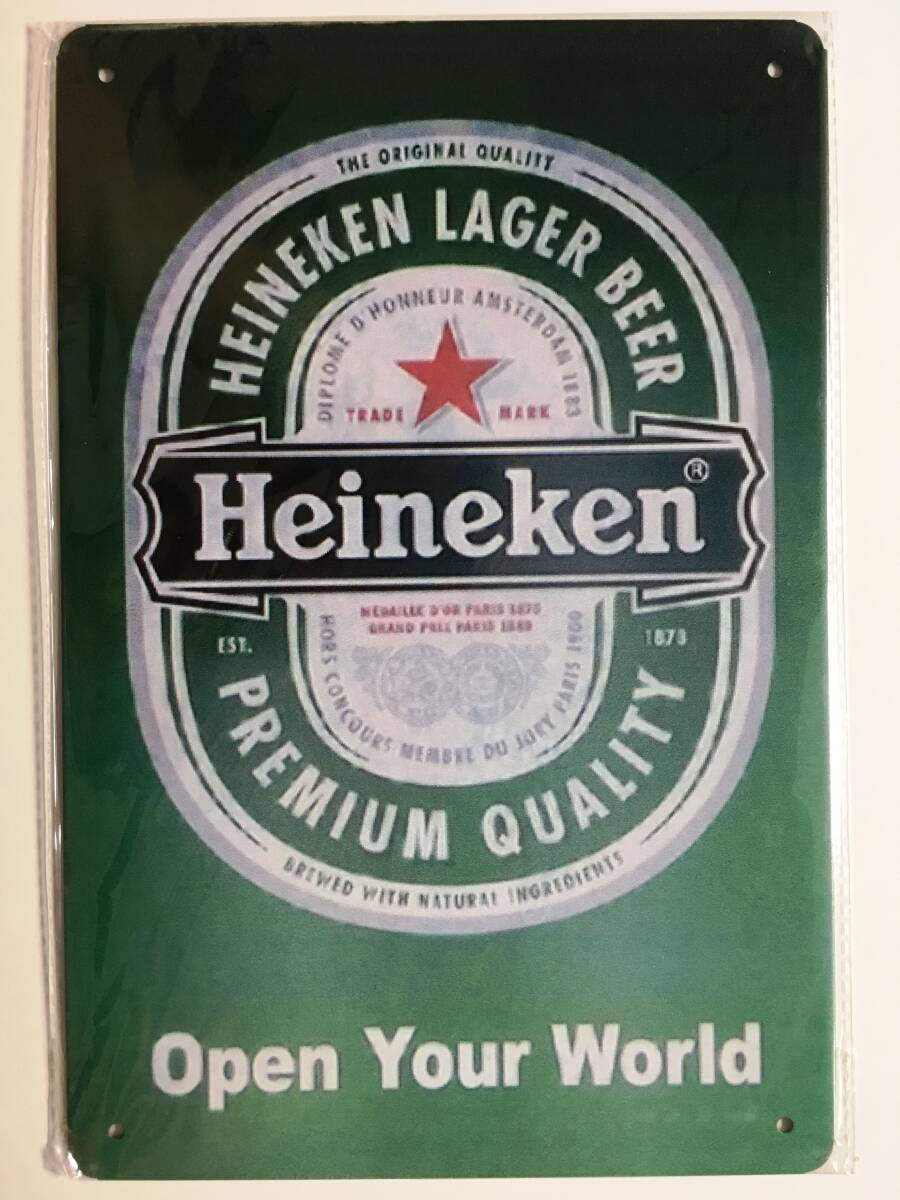 THE ORIGINAL QUALITY
HEINEKEN LAGER BEER
DIPLOME D'HONNEUR AMSTERDAM 1883
TRADE MARK
Heineken®
MEDAILLE D'OR PARIS 1875
GRAND PRIX PARIS 1889
HORS CONCOURS MEMBRE DU JURY PARIS 1900
EST. 1873
PREMIUM QUALITY
BREWED WITH NATURAL INGREDIENTS
Open Your World